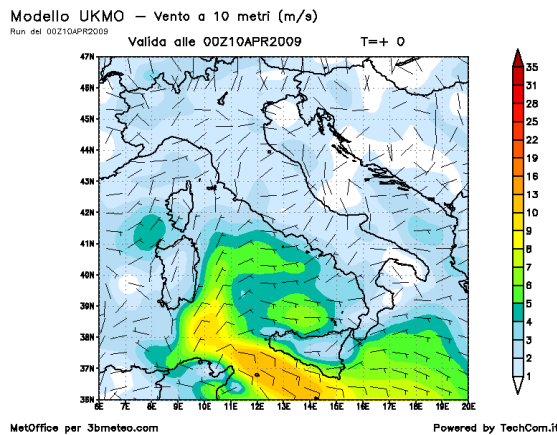 Modello UKMO – Vento a 10 metri (m/s)
Run del 00Z10APR2009
Valida alle 00Z10APR2009 T=+ 0
47N
46N
45N
44N
43N
42N
41N
40N
39N
38N
37N
36N
6E 7E 8E 9E 10E 11E 12E 13E 14E 15E 16E 17E 18E 19E 20E
35
31
28
25
22
19
16
13
10
9
8
7
6
5
4
3
2
1
MetOffice per 3bmeteo.com Powered by TechCom.it